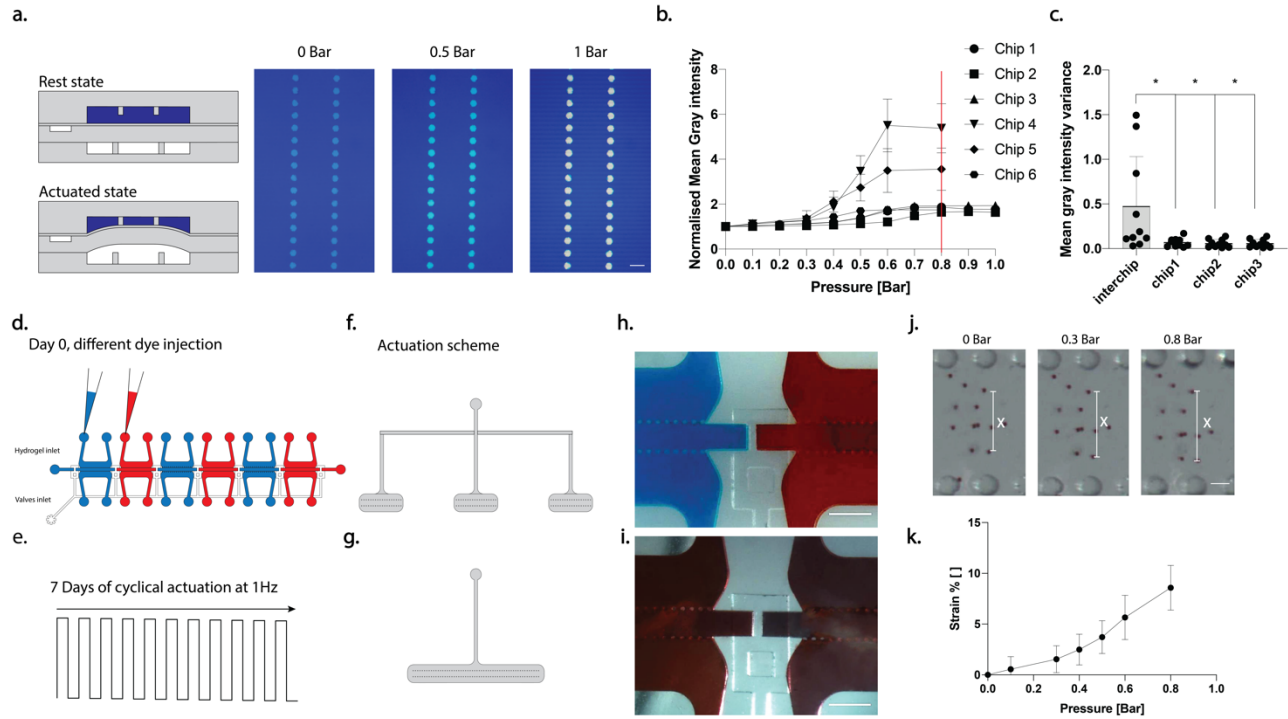 a.
0 Bar
0.5 Bar
1 Bar
Rest state
Actuated state
b.
Normalised Mean Gray intensity
8
6
4
2
0
0.0 0.1 0.2 0.3 0.4 0.5 0.6 0.7 0.8 0.9 1.0
Pressure [Bar]
Chip 1
Chip 2
Chip 3
Chip 4
Chip 5
Chip 6
c.
Mean gray intensity variance
2.0
1.5
1.0
0.5
0.0
* * *
interchip
chip1
chip2
chip3
d.
Day 0, different dye injection
Hydrogel inlet
Valves inlet
e.
7 Days of cyclical actuation at 1Hz
f.
Actuation scheme
g.
h.
i.
j.
0 Bar
0.3 Bar
0.8 Bar
X
X
X
k.
Strain % [ ]
15
10
5
0
0.0 0.2 0.4 0.6 0.8 1.0
Pressure [Bar]